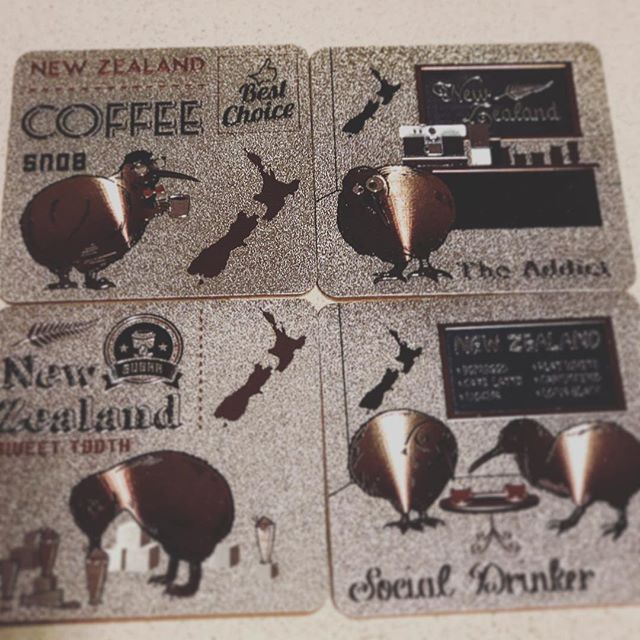 NEW ZEALAND
COFFEE
SNOB
Best
Choice
New
Zealand
The Addict
New
Zealand
SUGAR
SWEET TOOTH
NEW ZEALAND
Social Drinker